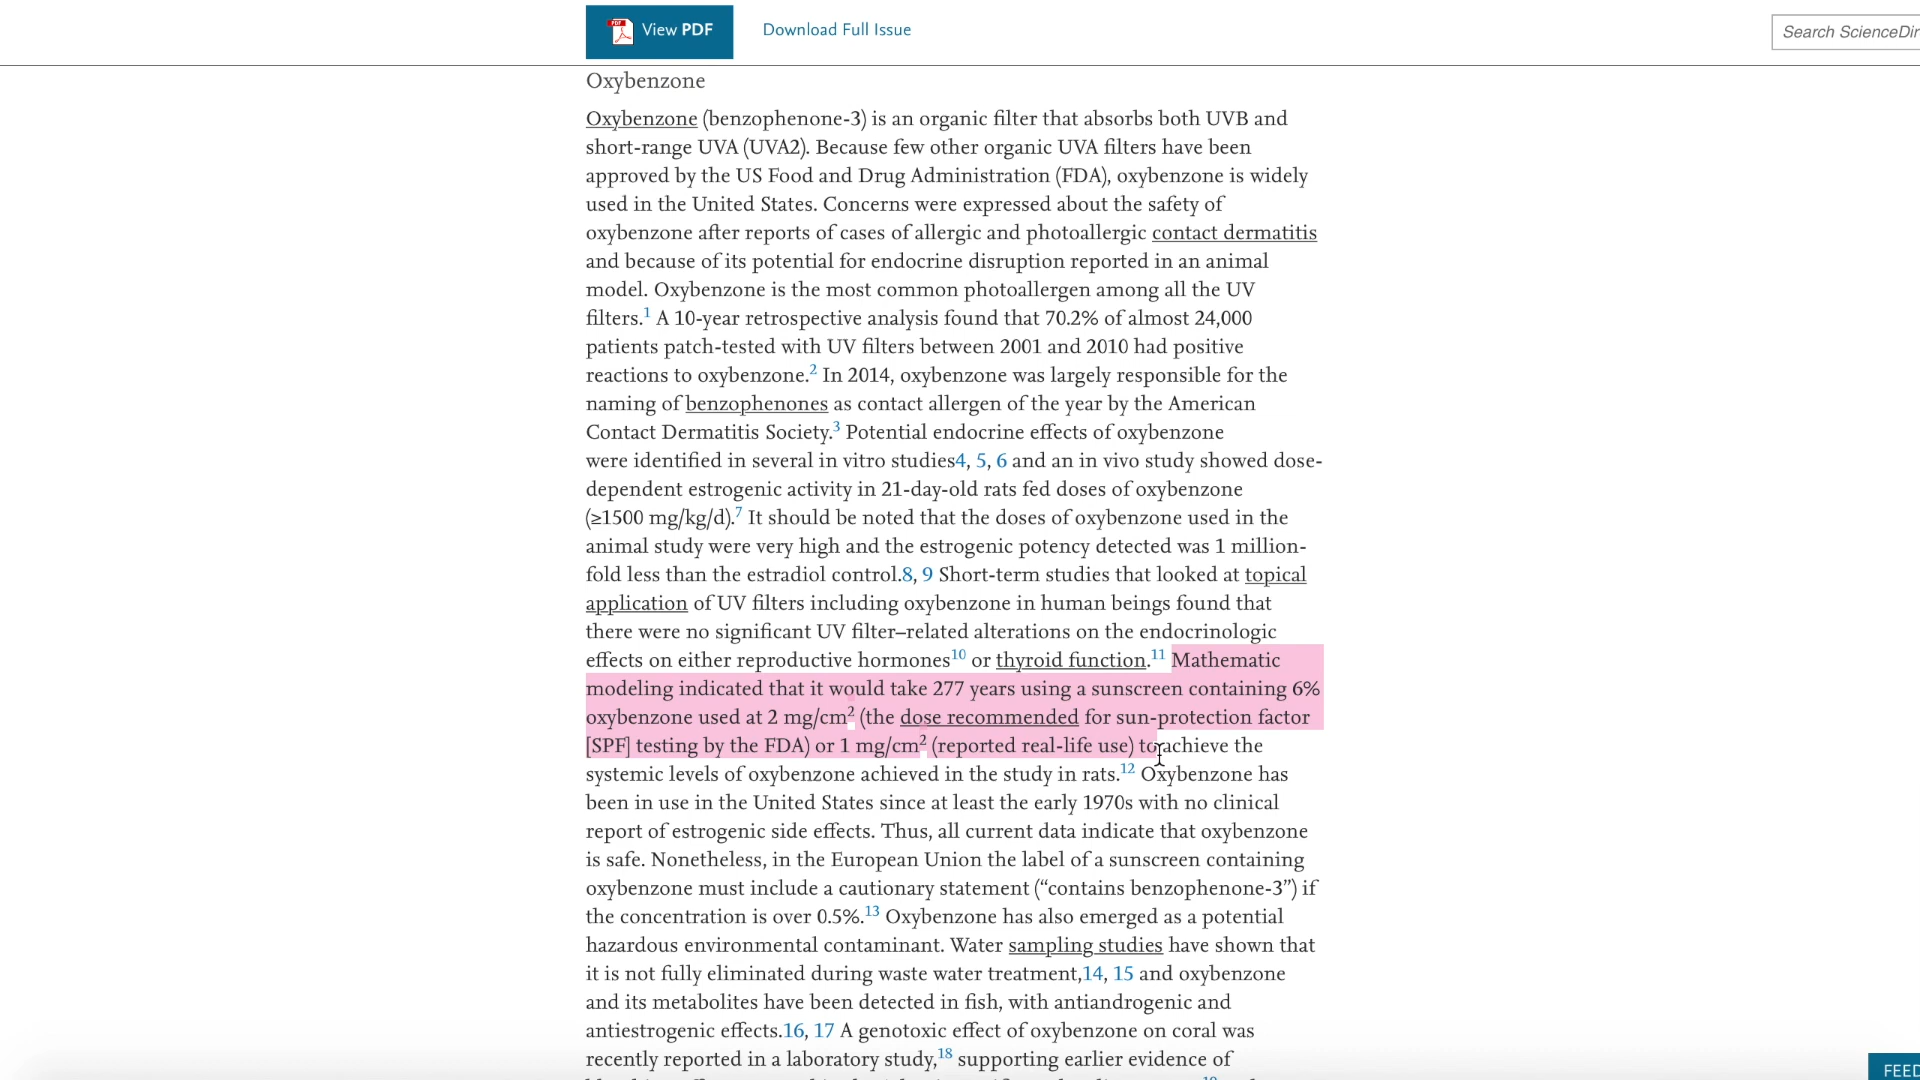 View PDF
Download Full Issue
Search ScienceDir
Oxybenzone
Oxybenzone (benzophenone-3) is an organic filter that absorbs both UVB and
short-range UVA (UVA2). Because few other organic UVA filters have been
approved by the US Food and Drug Administration (FDA), oxybenzone is widely
used in the United States. Concerns were expressed about the safety of
oxybenzone after reports of cases of allergic and photoallergic contact dermatitis
and because of its potential for endocrine disruption reported in an animal
model. Oxybenzone is the most common photoallergen among all the UV
filters.1 A 10-year retrospective analysis found that 70.2% of almost 24,000
patients patch-tested with UV filters between 2001 and 2010 had positive
reactions to oxybenzone.2 In 2014, oxybenzone was largely responsible for the
naming of benzophenones as contact allergen of the year by the American
Contact Dermatitis Society.3 Potential endocrine effects of oxybenzone
were identified in several in vitro studies4, 5, 6 and an in vivo study showed dose-
dependent estrogenic activity in 21-day-old rats fed doses of oxybenzone
(≥1500 mg/kg/d).7 It should be noted that the doses of oxybenzone used in the
animal study were very high and the estrogenic potency detected was 1 million-
fold less than the estradiol control.8, 9 Short-term studies that looked at topical
application of UV filters including oxybenzone in human beings found that
there were no significant UV filter–related alterations on the endocrinologic
effects on either reproductive hormones10 or thyroid function.11 Mathematic
modeling indicated that it would take 277 years using a sunscreen containing 6%
oxybenzone used at 2 mg/cm2 (the dose recommended for sun-protection factor
[SPF] testing by the FDA) or 1 mg/cm2 (reported real-life use) to achieve the
systemic levels of oxybenzone achieved in the study in rats.12 Oxybenzone has
been in use in the United States since at least the early 1970s with no clinical
report of estrogenic side effects. Thus, all current data indicate that oxybenzone
is safe. Nonetheless, in the European Union the label of a sunscreen containing
oxybenzone must include a cautionary statement (“contains benzophenone-3”) if
the concentration is over 0.5%.13 Oxybenzone has also emerged as a potential
hazardous environmental contaminant. Water sampling studies have shown that
it is not fully eliminated during waste water treatment,14, 15 and oxybenzone
and its metabolites have been detected in fish, with antiandrogenic and
antiestrogenic effects.16, 17 A genotoxic effect of oxybenzone on coral was
recently reported in a laboratory study,18 supporting earlier evidence of
FEED